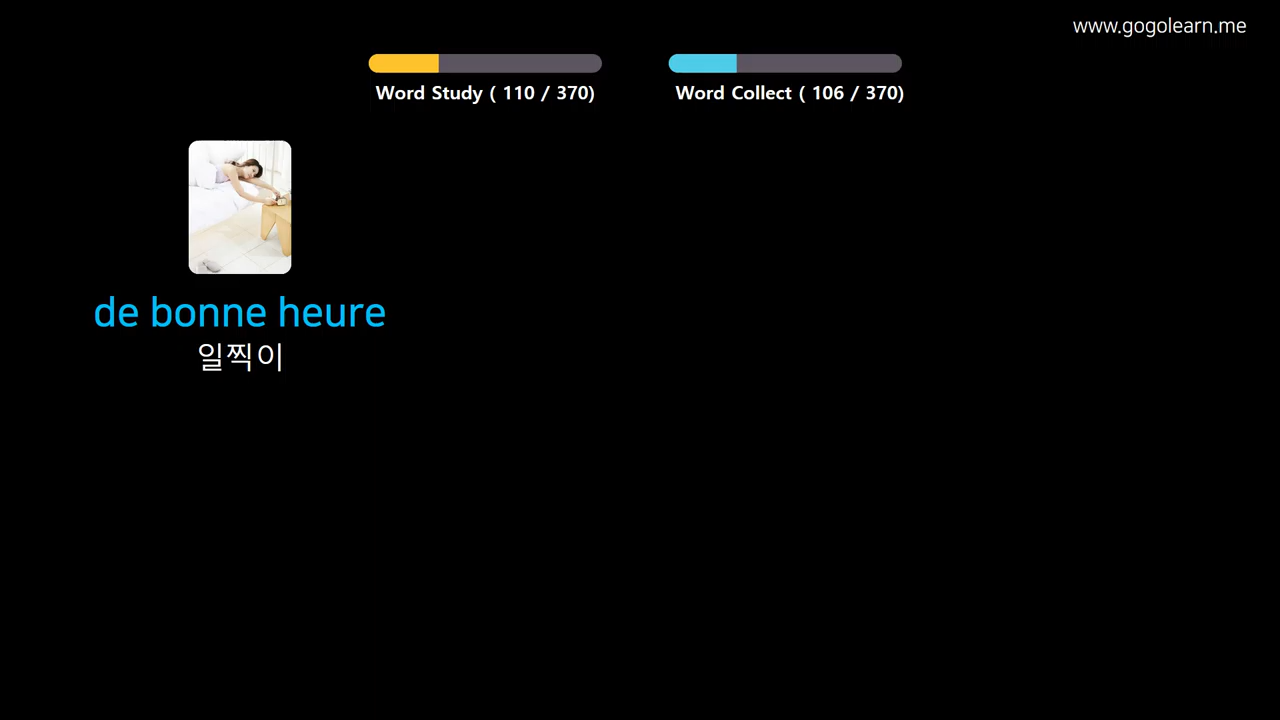 www.gogolearn.me
Word Study ( 110 / 370)
Word Collect ( 106 / 370)
de bonne heure
일찍이